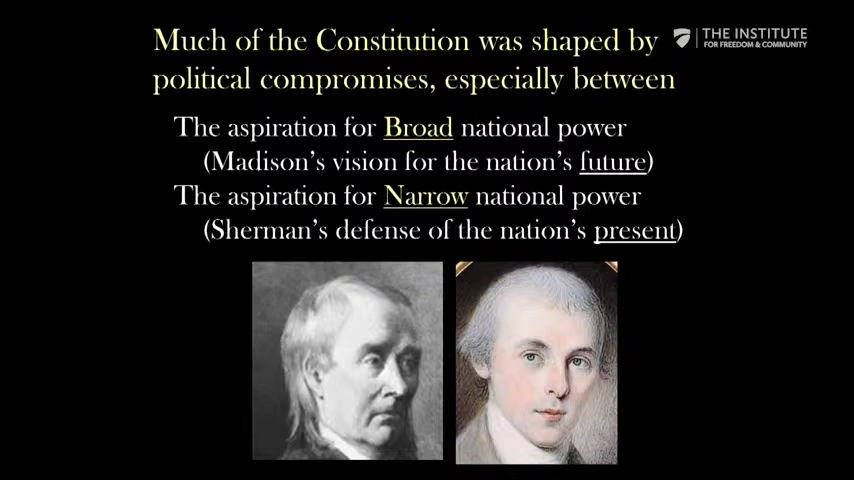 Much of the Constitution was shaped by
political compromises, especially between
THE INSTITUTE
FOR FREEDOM & COMMUNITY
The aspiration for Broad national power
(Madison's vision for the nation's future)
The aspiration for Narrow national power
(Sherman's defense of the nation's present)